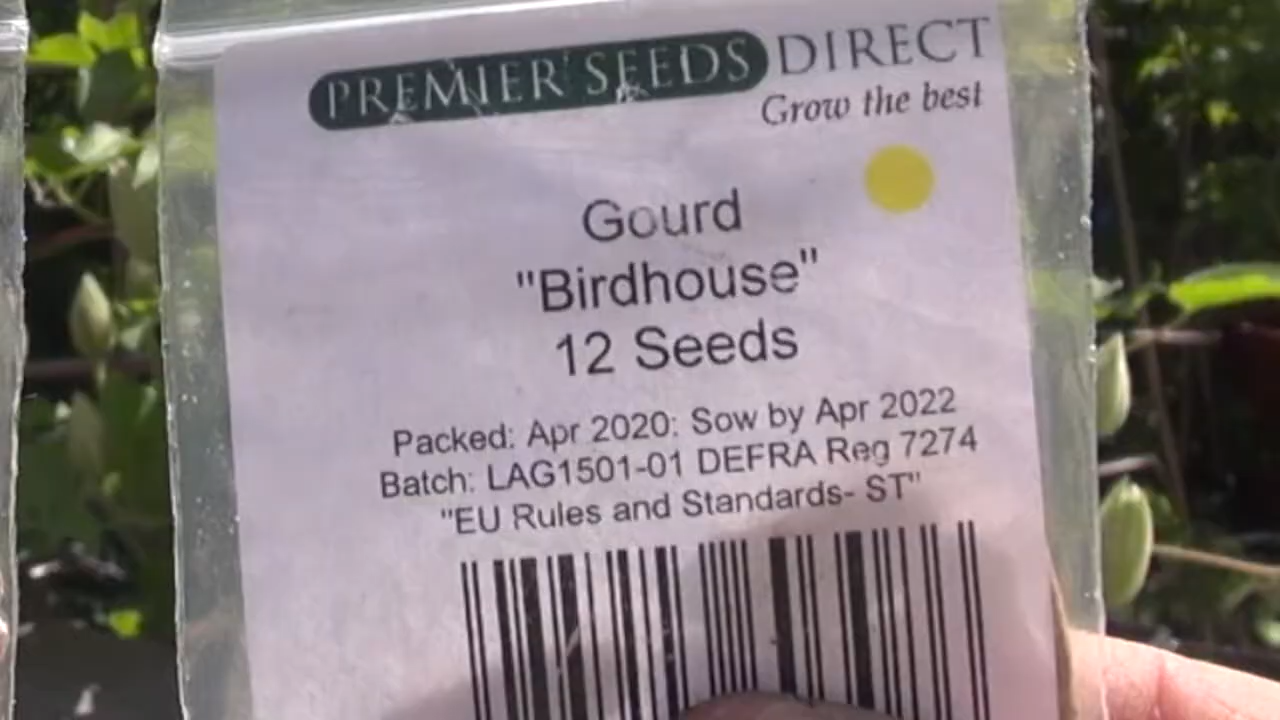 PREMIER SEEDS DIRECT
Grow the best
Gourd
"Birdhouse"
12 Seeds
Packed: Apr 2020: Sow by Apr 2022
Batch: LAG1501-01 DEFRA Reg 7274
"EU Rules and Standards- ST"